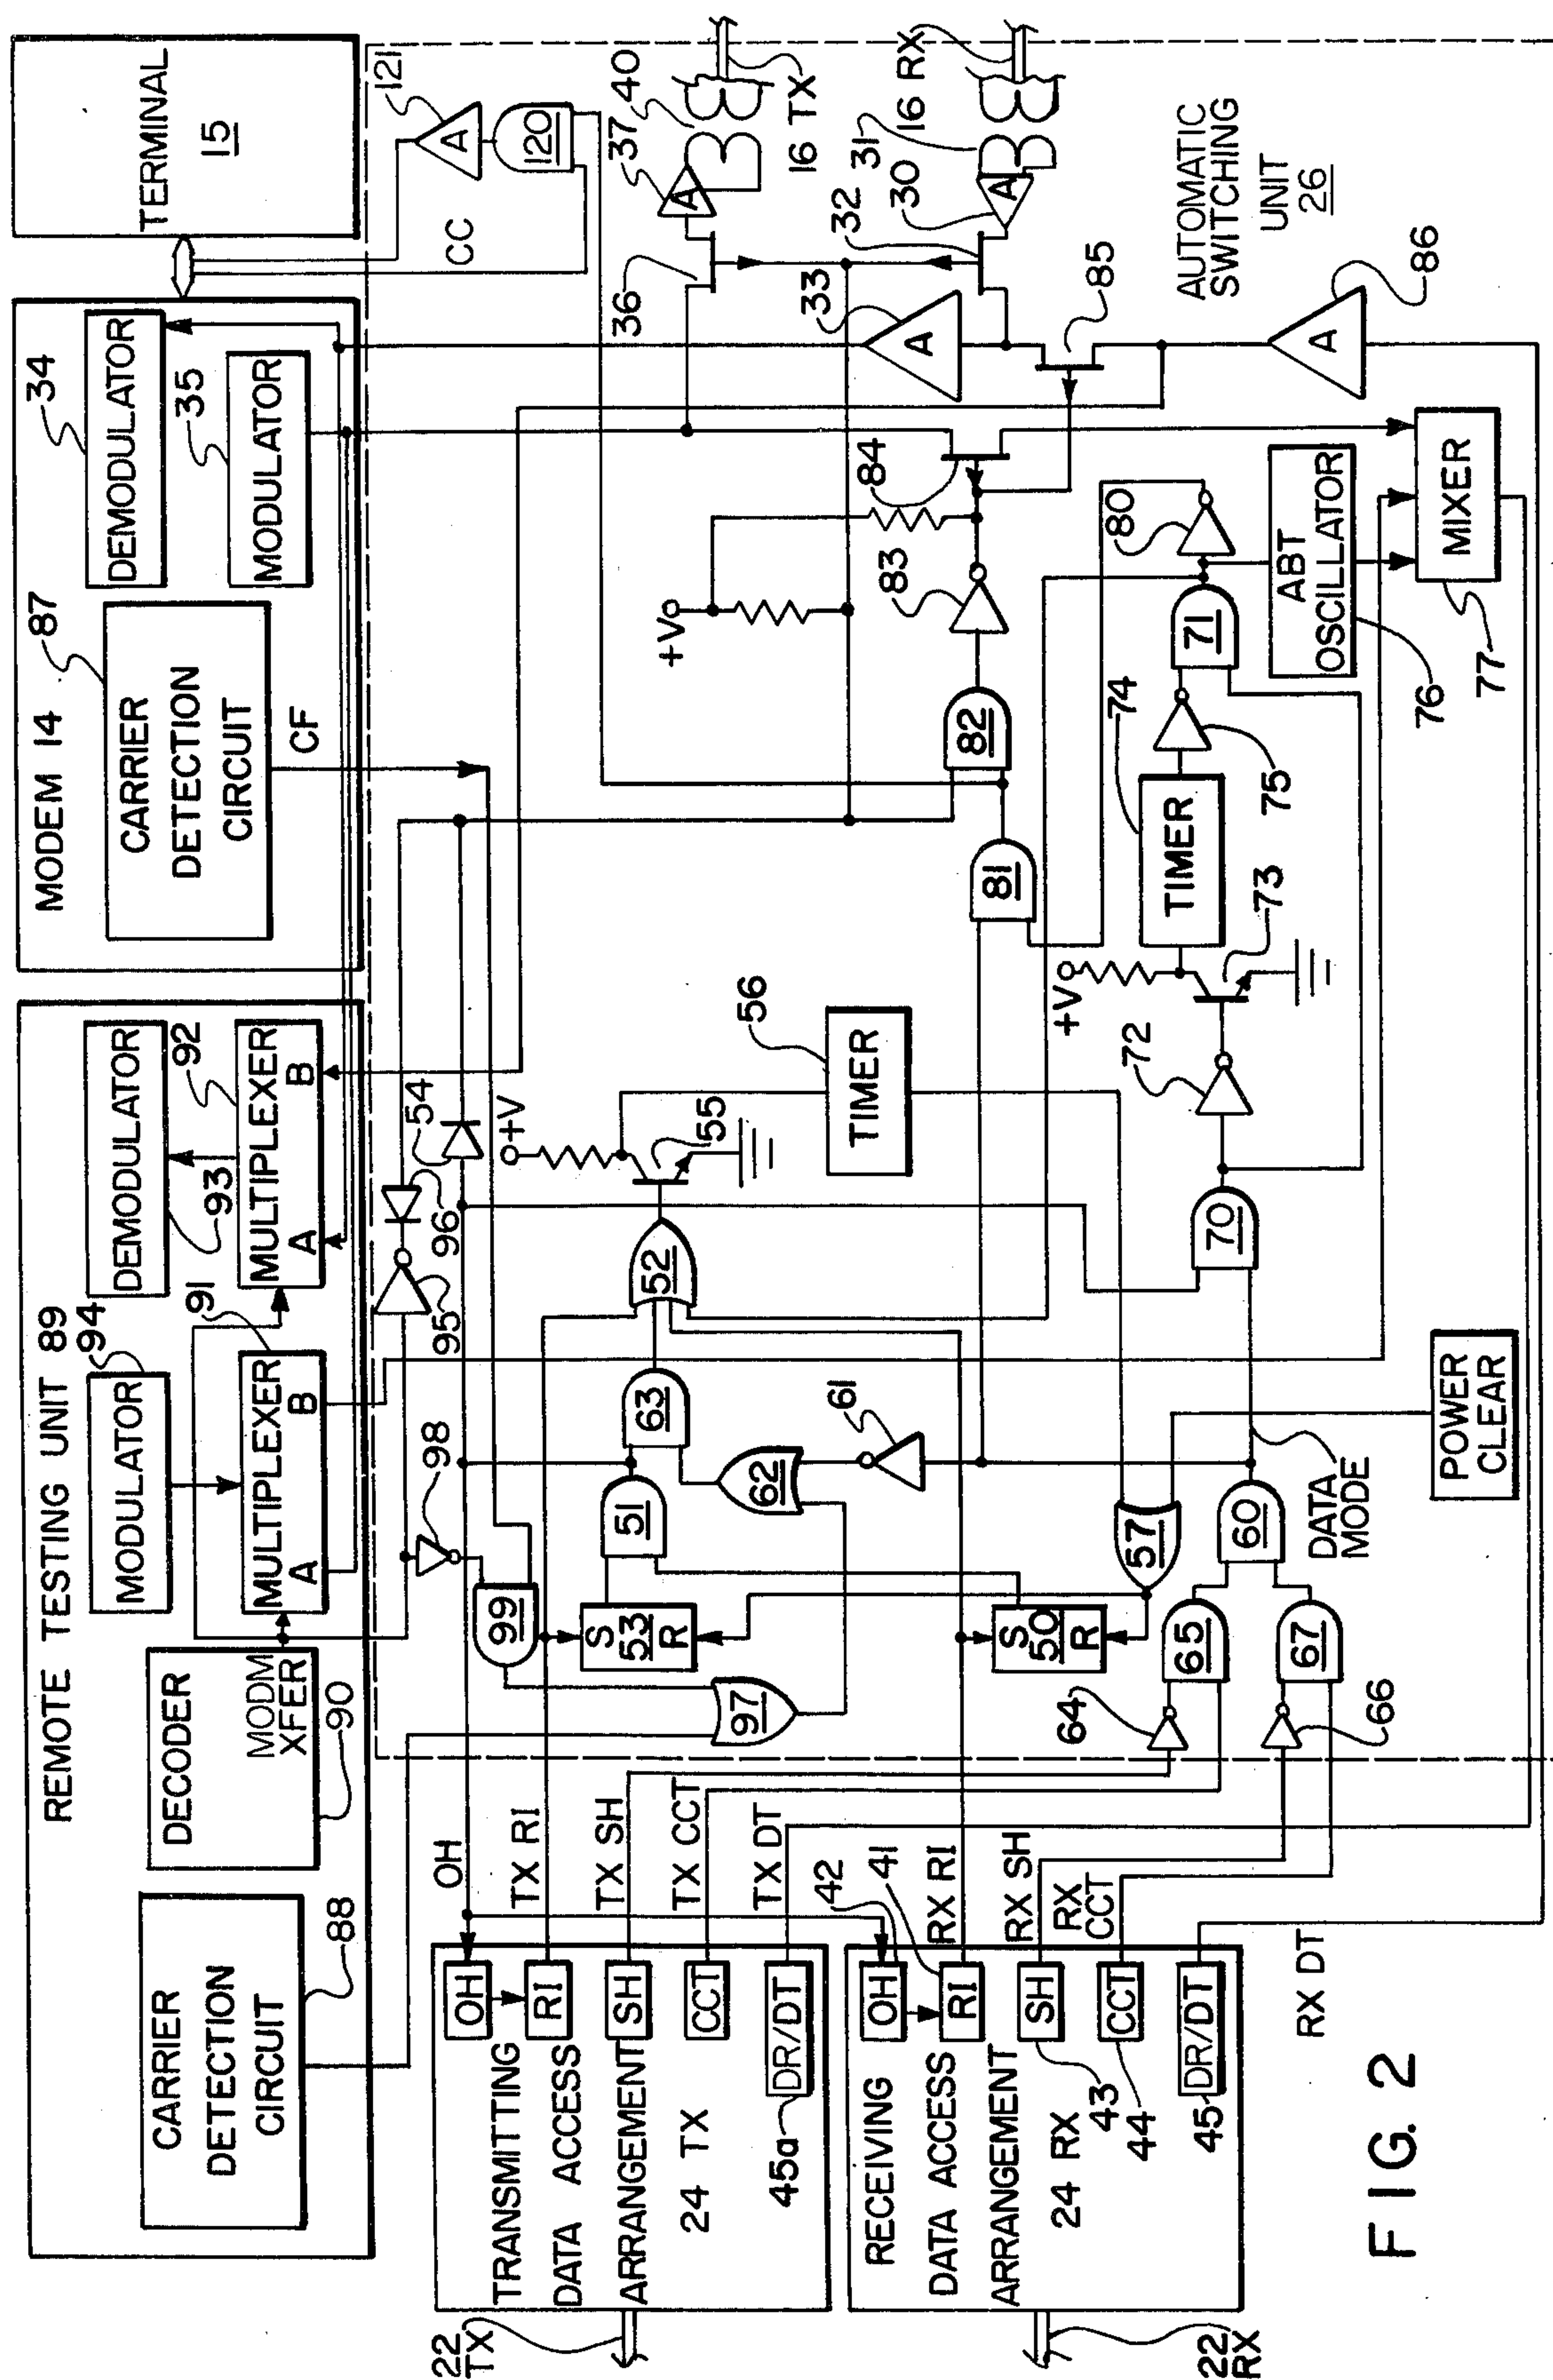 REMOTE TESTING UNIT 89
CARRIER
DETECTION
CIRCUIT
88
DECODER
MODM
XFER
90
MODULATOR
94
MULTIPLEXER
A
B
91
DEMODULATOR
93
MULTIPLEXER
A
B
92
MODEM 14
87
CARRIER
DETECTION
CIRCUIT
CF
DEMODULATOR
34
MODULATOR
35
TERMINAL
15
CC
121
A
120
22
TX
TRANSMITTING
DATA ACCESS
ARRANGEMENT
24 TX
45a
OH
RI
SH
CCT
DR/DT
OH
TX RI
TX SH
TX CCT
TX DT
22
RX
RECEIVING
DATA ACCESS
ARRANGEMENT
24 RX
43
44
45
OH
RI
SH
CCT
DR/DT
42
41
RX RI
RX SH
RX
CCT
RX DT
98
99
97
S
53
R
S
50
R
51
63
62
61
52
95
96
54
+V
55
56
TIMER
57
64
65
66
67
60
DATA
MODE
POWER
CLEAR
70
72
73
+V
TIMER
74
75
71
80
ABT
OSCILLATOR
76
MIXER
77
81
82
83
84
+V
85
86
A
33
A
36
32
37
A
40
16 TX
30
A
31
16 RX
AUTOMATIC
SWITCHING
UNIT
26
FIG. 2